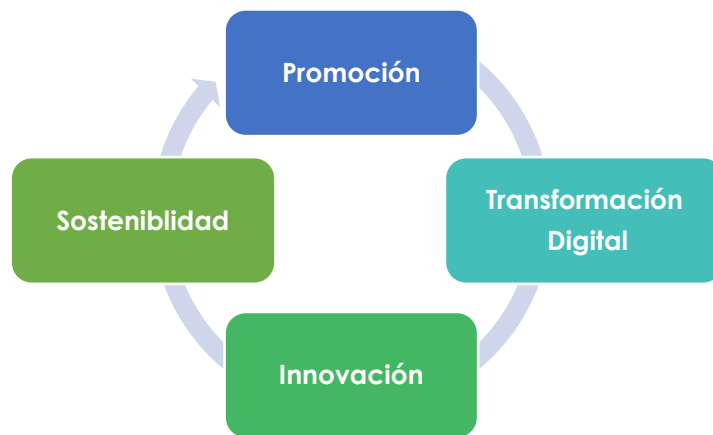 Promoción
Transformación
Digital
Innovación
Sosteniblidad